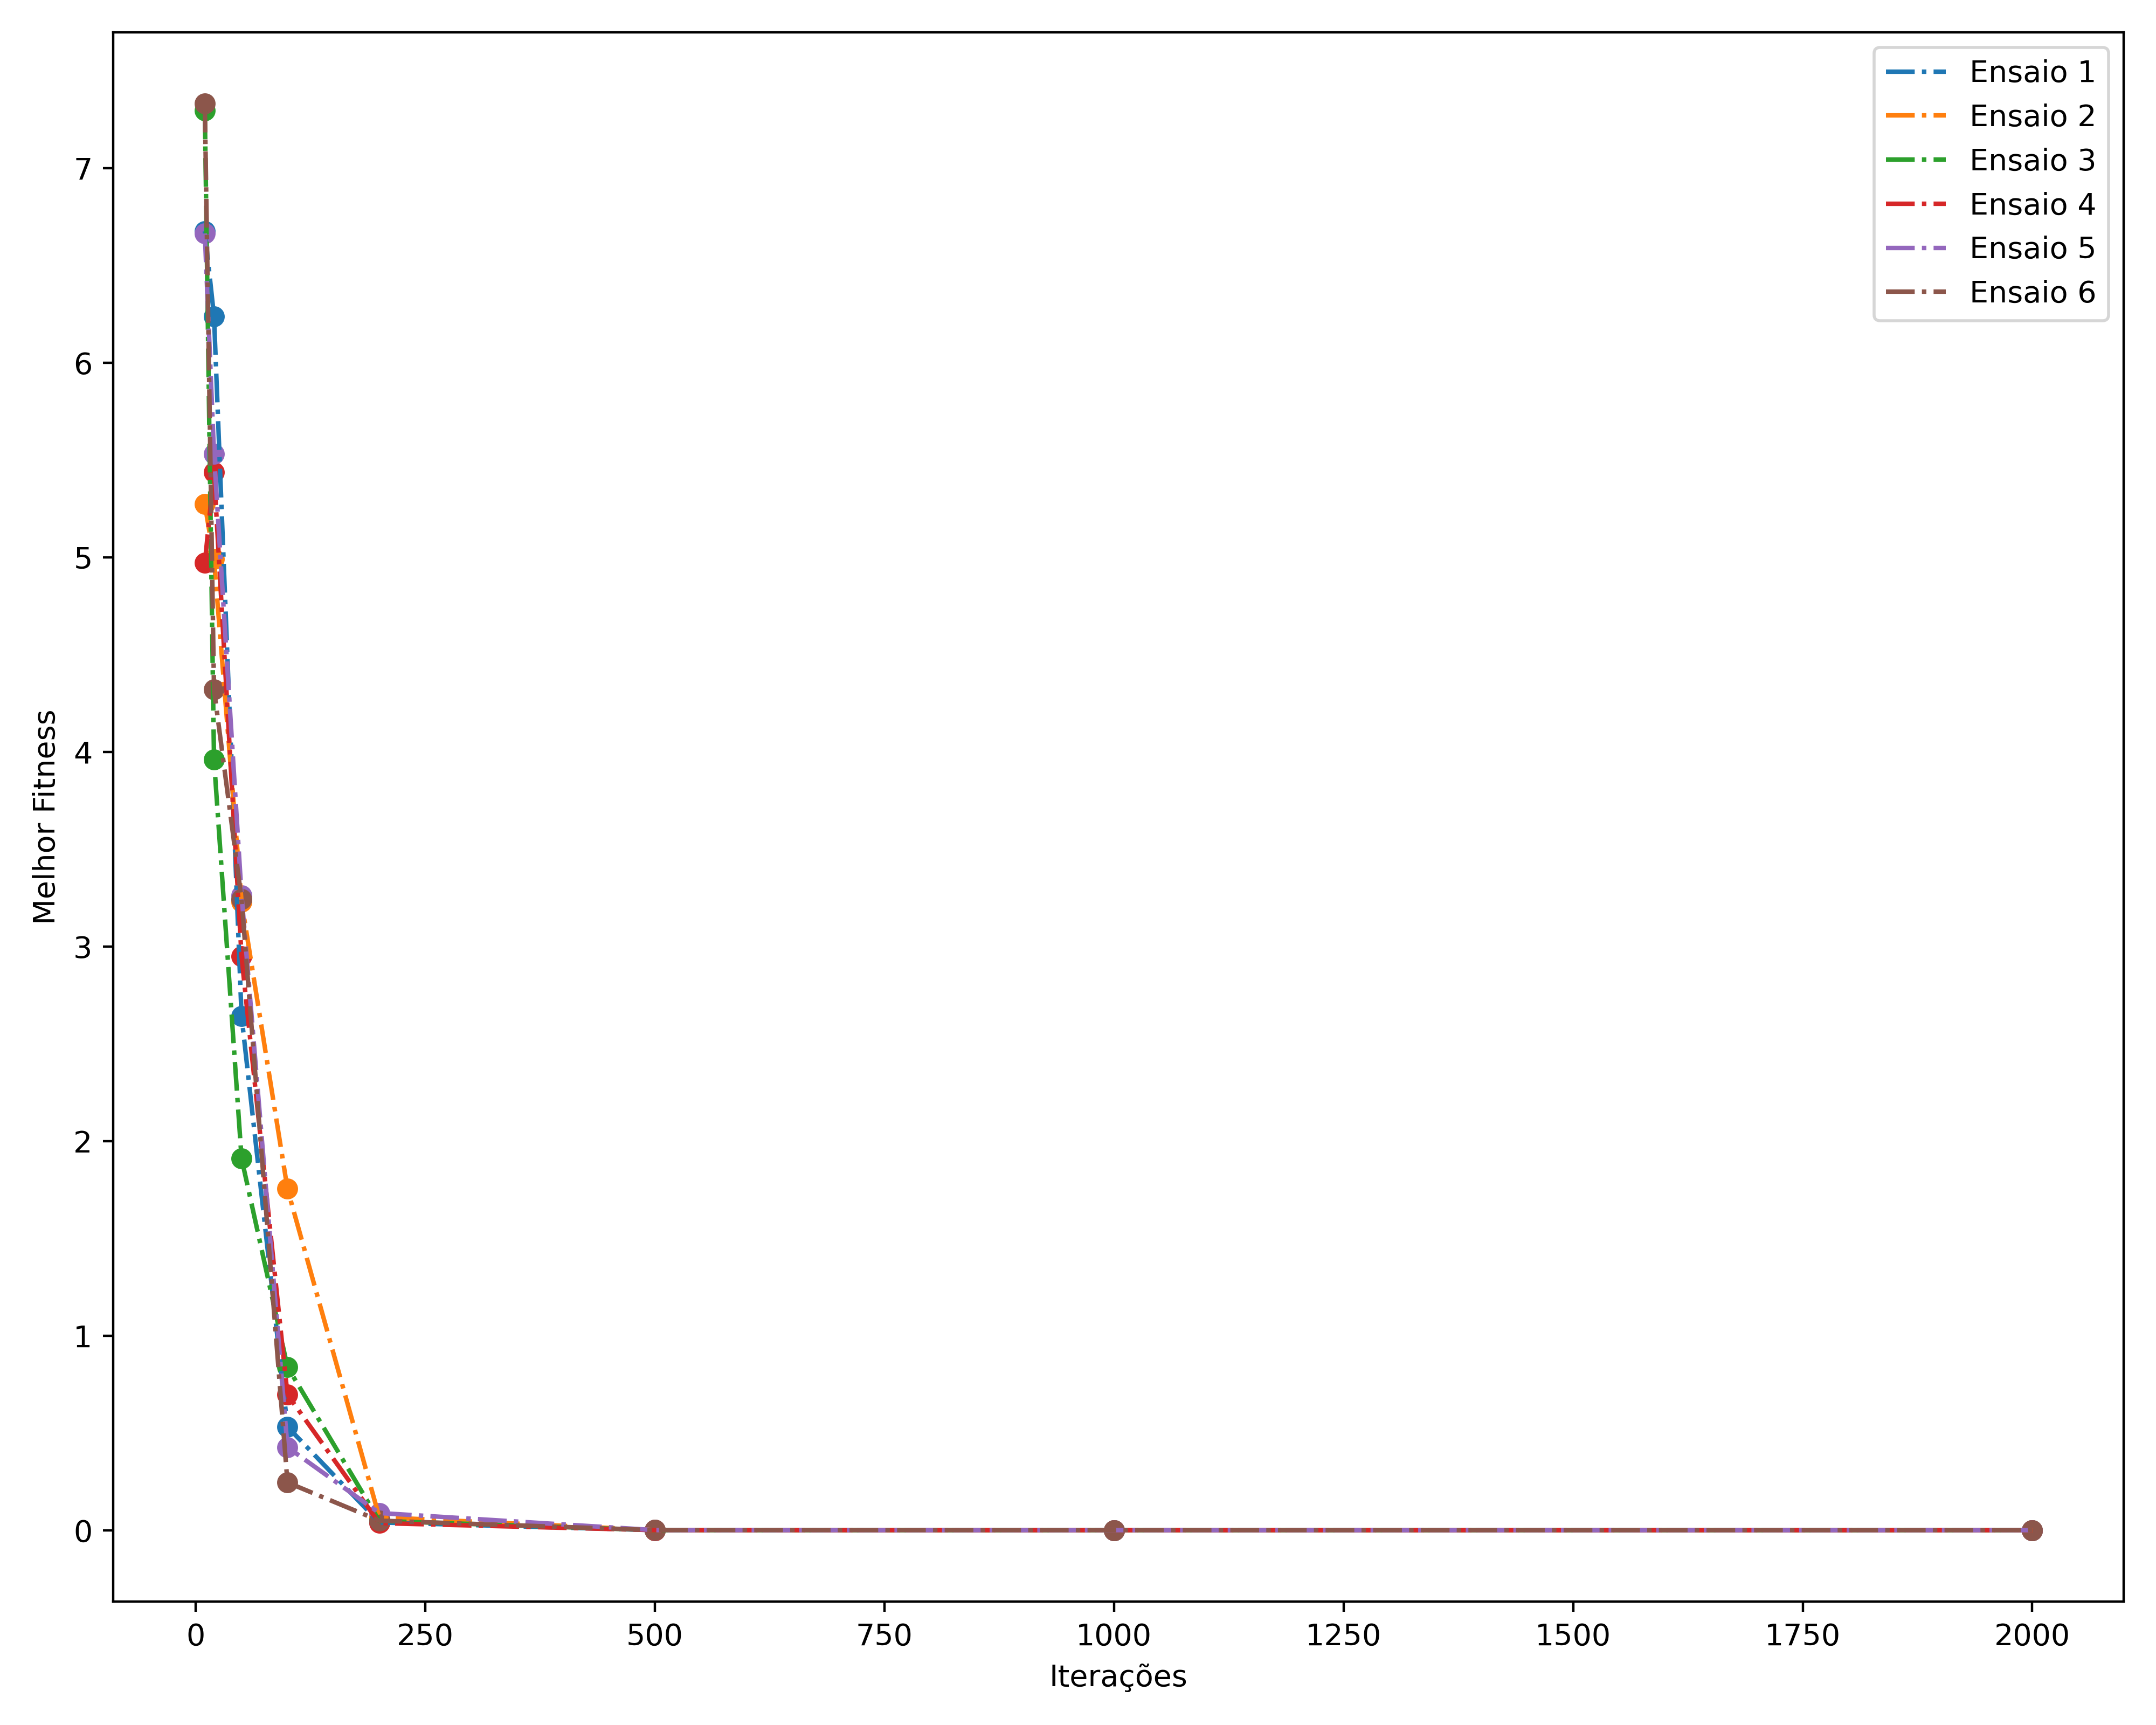 Ensaio 1
Ensaio 2
Ensaio 3
Ensaio 4
Ensaio 5
Ensaio 6
7
6
5
4
3
2
1
0
Melhor Fitness
0 250 500 750 1000 1250 1500 1750 2000
Iterações